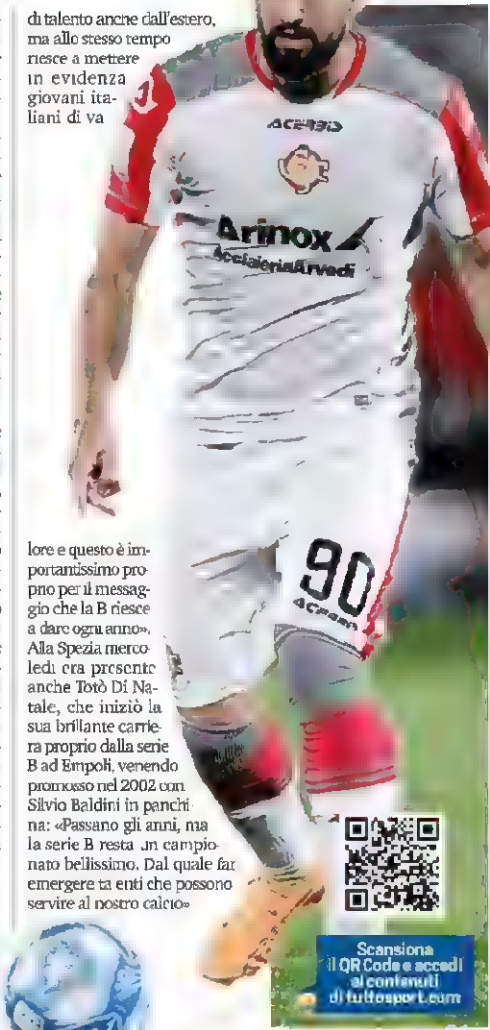 di talento anche dall'estero,
ma allo stesso tempo
riesce a mettere
in evidenza
giovani ita-
liani di va
ACERBIS
Arinox
AcciaieriaArvedi
lore e questo è im-
portantissimo pro-
prio per il messag-
gio che la B riesce
a dare ogni anno».
Alla Spezia merco-
ledì era presente
anche Totò Di Na-
tale, che iniziò la
sua brillante carrie-
ra proprio dalla serie
B ad Empoli, venendo
promosso nel 2002 con
Silvio Baldini in panchi
na: «Passano gli anni, ma
la serie B resta un campio-
nato bellissimo. Dal quale far
emergere ta enti che possono
servire al nostro calcio»
90
ACERBIS
Scansiona
il QR Code e accedi
ai contenuti
di tuttosport.com